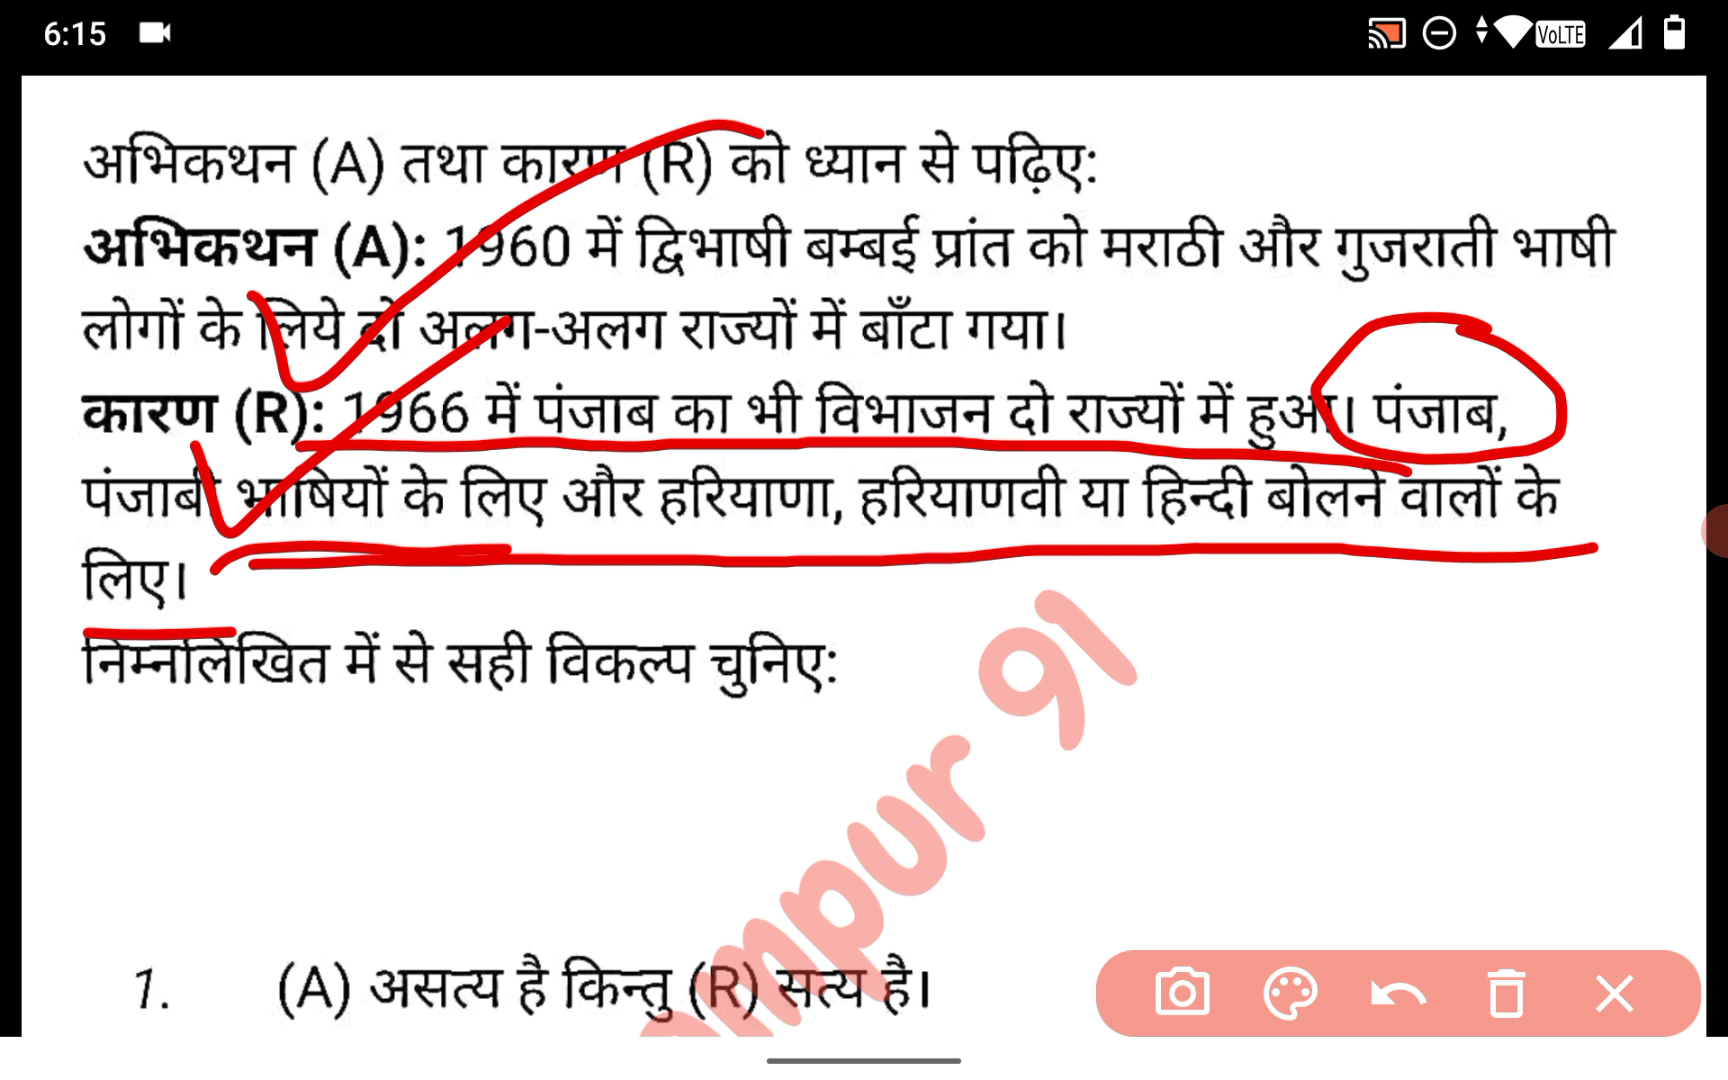 6:15
VoLTE
अभिकथन (A) तथा कारण (R) को ध्यान से पढ़िए:
अभिकथन (A): 1960 में द्विभाषी बम्बई प्रांत को मराठी और गुजराती भाषी
लोगों के लिये दो अलग-अलग राज्यों में बाँटा गया।
कारण (R): 1966 में पंजाब का भी विभाजन दो राज्यों में हुआ। पंजाब,
पंजाबी भाषियों के लिए और हरियाणा, हरियाणवी या हिन्दी बोलने वालों के
लिए।
निम्नलिखित में से सही विकल्प चुनिए:
1. (A) असत्य है किन्तु (R) सत्य है।